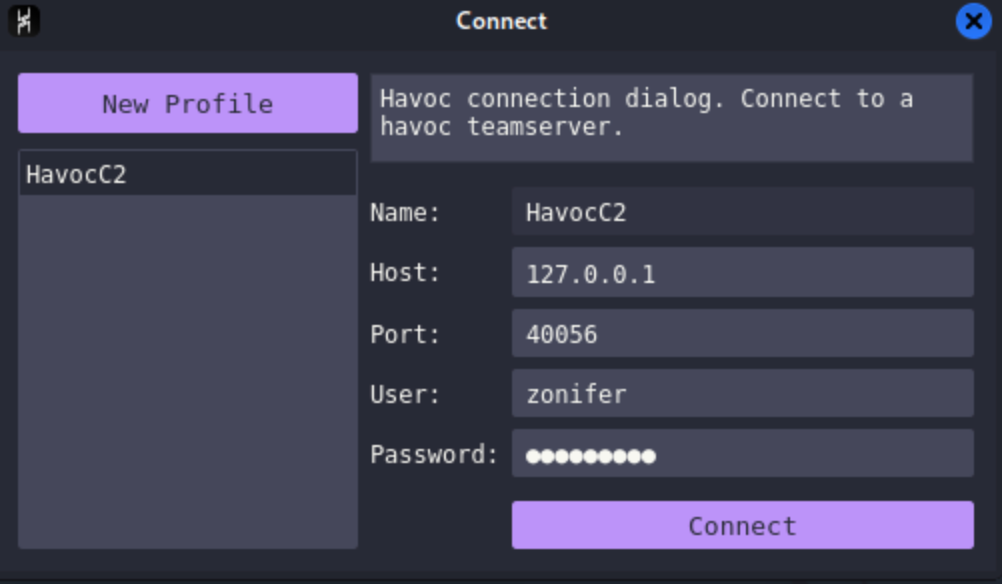 Connect
New Profile
HavocC2
Havoc connection dialog. Connect to a
havoc teamserver.
Name: HavocC2
Host: 127.0.0.1
Port: 40056
User: zonifer
Password: ●●●●●●●●●
Connect